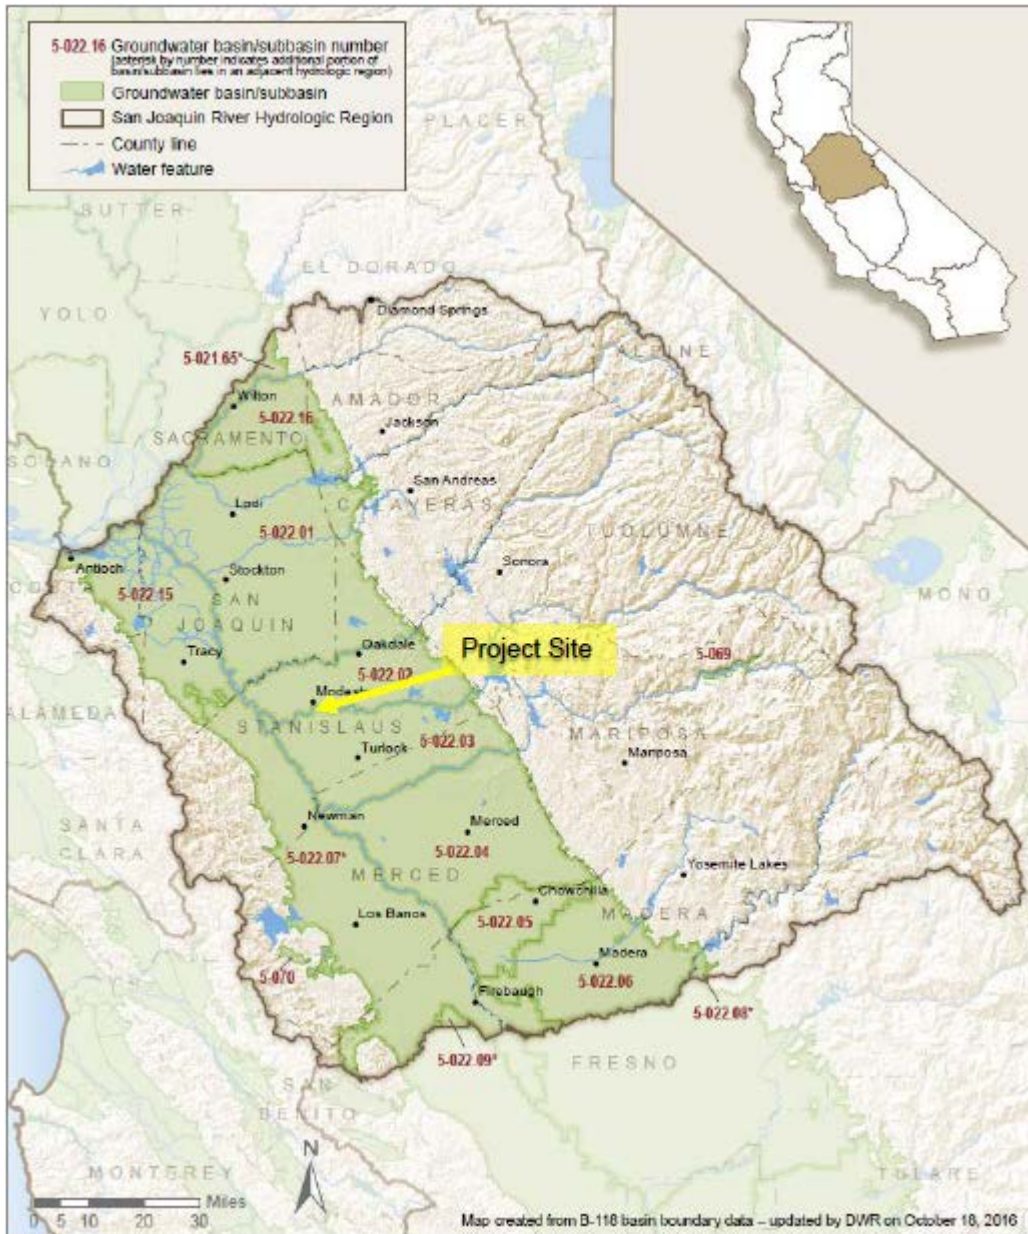 5-022.16 Groundwater basin/subbasin number
(asterisk by number indicates additional portion of
basin/subbasin lies in an adjacent hydrologic region)
Groundwater basin/subbasin
San Joaquin River Hydrologic Region
County line
Water feature
PLACER
SUTTER
EL DORADO
YOLO
Diamond Springs
ALPINE
5-021.65*
Wilton
AMADOR
5-022.16
Jackson
SACRAMENTO
SOLANO
San Andreas
Lodi
CALAVERAS
5-022.01
TUOLUMNE
Antioch
Stockton
Sonora
5-022.15
MONO
SAN
JOAQUIN
Tracy
Oakdale
Project Site
5-069
5-022.02
ALAMEDA
STANISLAUS
5-022.03
MARIPOSA
Turlock
Mariposa
SANTA
CLARA
Newman
Merced
5-022.07*
5-022.04
MERCED
Yosemite Lakes
Chowchilla
Los Banos
5-022.05
MADERA
Madera
5-070
5-022.06
Firebaugh
5-022.08*
5-022.09*
FRESNO
SAN
BENITO
N
MONTEREY
TULARE
Miles
0 5 10 20 30
Map created from B-118 basin boundary data – updated by DWR on October 18, 2016